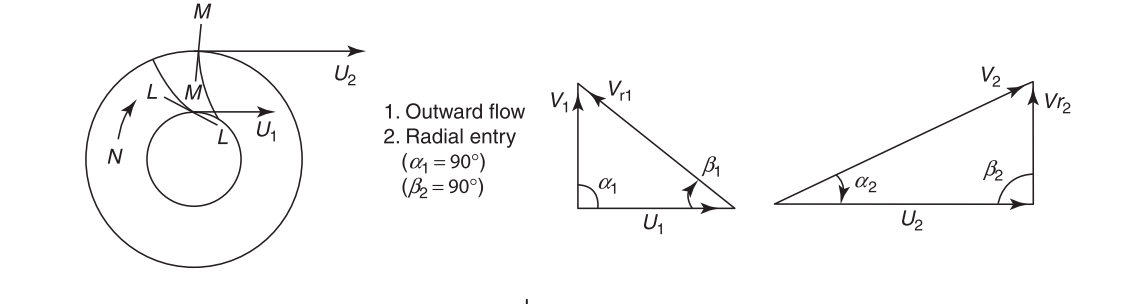 M
U₂
L
M
U₁
L
N
1. Outward flow
2. Radial entry
(α₁ = 90°)
(β₂ = 90°)
V₁
Vᵣ₁
α₁
β₁
U₁
V₂
Vr₂
α₂
β₂
U₂